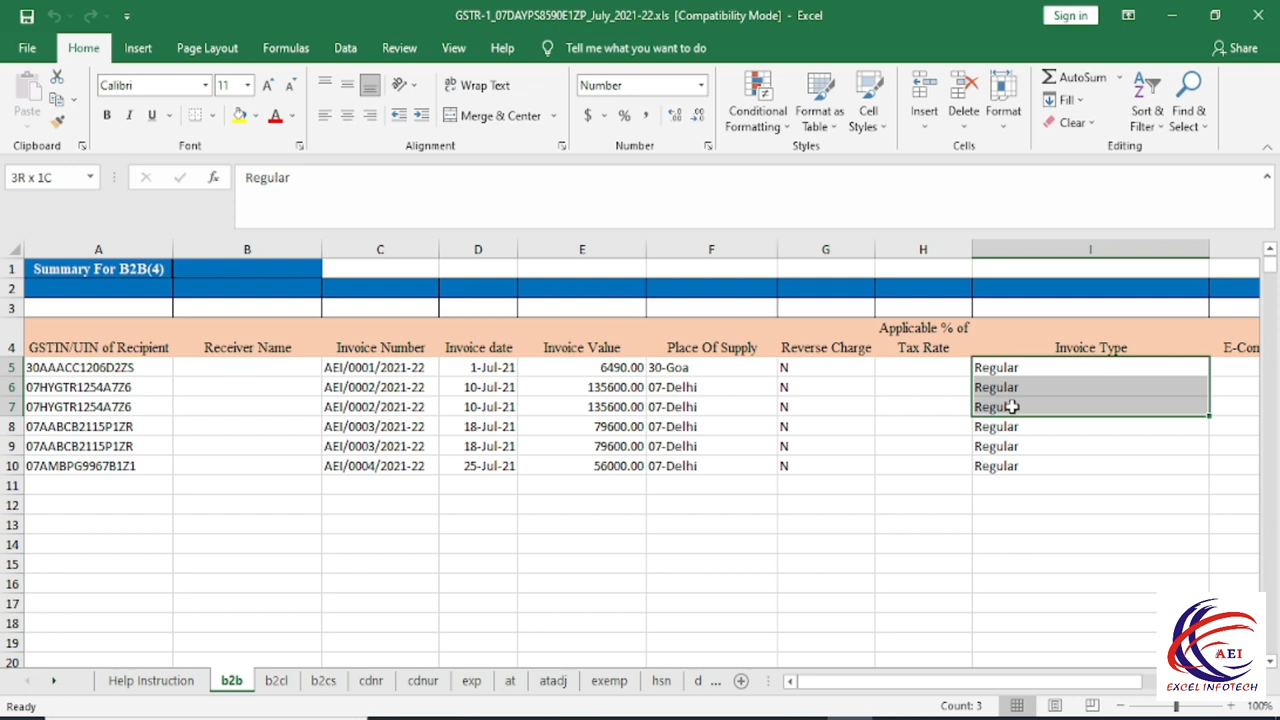 GSTR-1_07DAYPS8590E1ZP_July_2021-22.xls [Compatibility Mode] - Excel
Sign in
File Home Insert Page Layout Formulas Data Review View Help Tell me what you want to do Share
Calibri 11 Wrap Text Number AutoSum
Paste Conditional Formatting Format as Table Cell Styles Insert Delete Format Fill Sort & Filter Find & Select
B I U A Merge & Center $ % , Clear
Clipboard Font Alignment Number Styles Cells Editing
3R x 1C fx Regular
A B C D E F G H I
1 Summary For B2B(4)
2
3
4 GSTIN/UIN of Recipient Receiver Name Invoice Number Invoice date Invoice Value Place Of Supply Reverse Charge Applicable % of Tax Rate Invoice Type E-Com
5 30AAACC1206D2ZS AEI/0001/2021-22 1-Jul-21 6490.00 30-Goa N Regular
6 07HYGTR1254A7Z6 AEI/0002/2021-22 10-Jul-21 135600.00 07-Delhi N Regular
7 07HYGTR1254A7Z6 AEI/0002/2021-22 10-Jul-21 135600.00 07-Delhi N Regular
8 07AABCB2115P1ZR AEI/0003/2021-22 18-Jul-21 79600.00 07-Delhi N Regular
9 07AABCB2115P1ZR AEI/0003/2021-22 18-Jul-21 79600.00 07-Delhi N Regular
10 07AMBPG9967B1Z1 AEI/0004/2021-22 25-Jul-21 56000.00 07-Delhi N Regular
11
12
13
14
15
16
17
18
19
20
AEI
EXCEL INFOTECH
Help Instruction b2b b2cl b2cs cdnr cdnur exp at atadj exemp hsn d ...
Ready Count: 3 100%